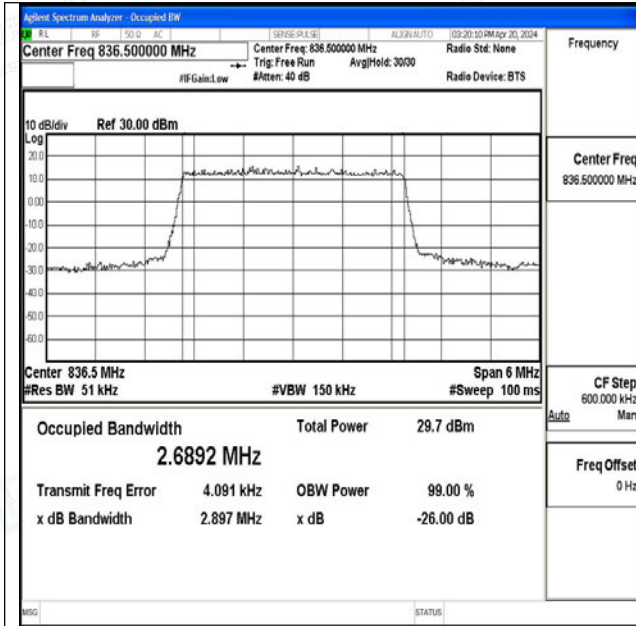 Agilent Spectrum Analyzer - Occupied BW
RL RF 50 Ω AC SENSE:PULSE ALIGNAUTO 03:20:10 PM Apr 20, 2024
Center Freq 836.500000 MHz
Center Freq: 836.500000 MHz
Radio Std: None
Trig: Free Run
Avg|Hold: 30/30
#IFGain:Low
#Atten: 40 dB
Radio Device: BTS
Frequency
10 dB/div Ref 30.00 dBm
Log
20.0
10.0
0.00
-10.0
-20.0
-30.0
-40.0
-50.0
-60.0
Center 836.5 MHz Span 6 MHz
#Res BW 51 kHz #VBW 150 kHz #Sweep 100 ms
Occupied Bandwidth Total Power 29.7 dBm
2.6892 MHz
Transmit Freq Error 4.091 kHz OBW Power 99.00 %
x dB Bandwidth 2.897 MHz x dB -26.00 dB
Center Freq
836.500000 MHz
CF Step
600.000 kHz
Auto Man
Freq Offset
0 Hz
MSG STATUS